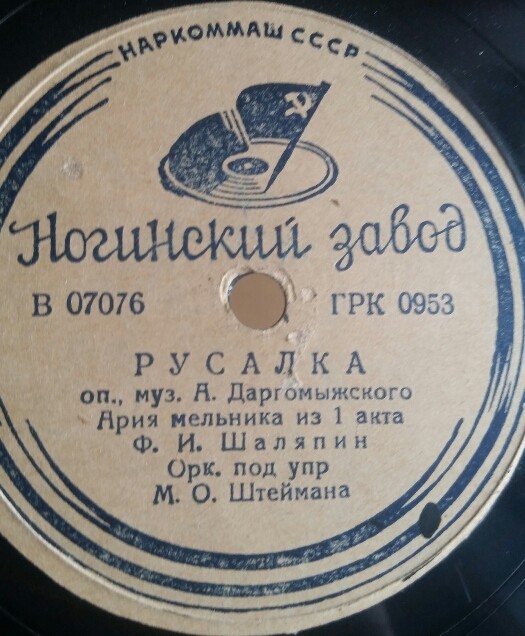 НАРКОММАШ СССР
Ногинский завод
В 07076 ГРК 0953
РУСАЛКА
оп., муз. А. Даргомыжского
Ария мельника из 1 акта
Ф. И. Шаляпин
Орк. под упр
М. О. Штеймана